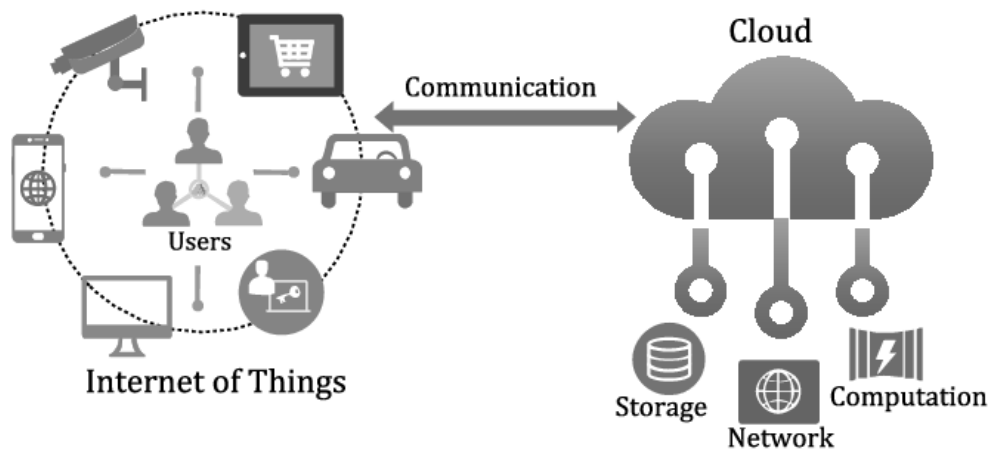 Cloud
Communication
Users
Internet of Things
Storage
Computation
Network